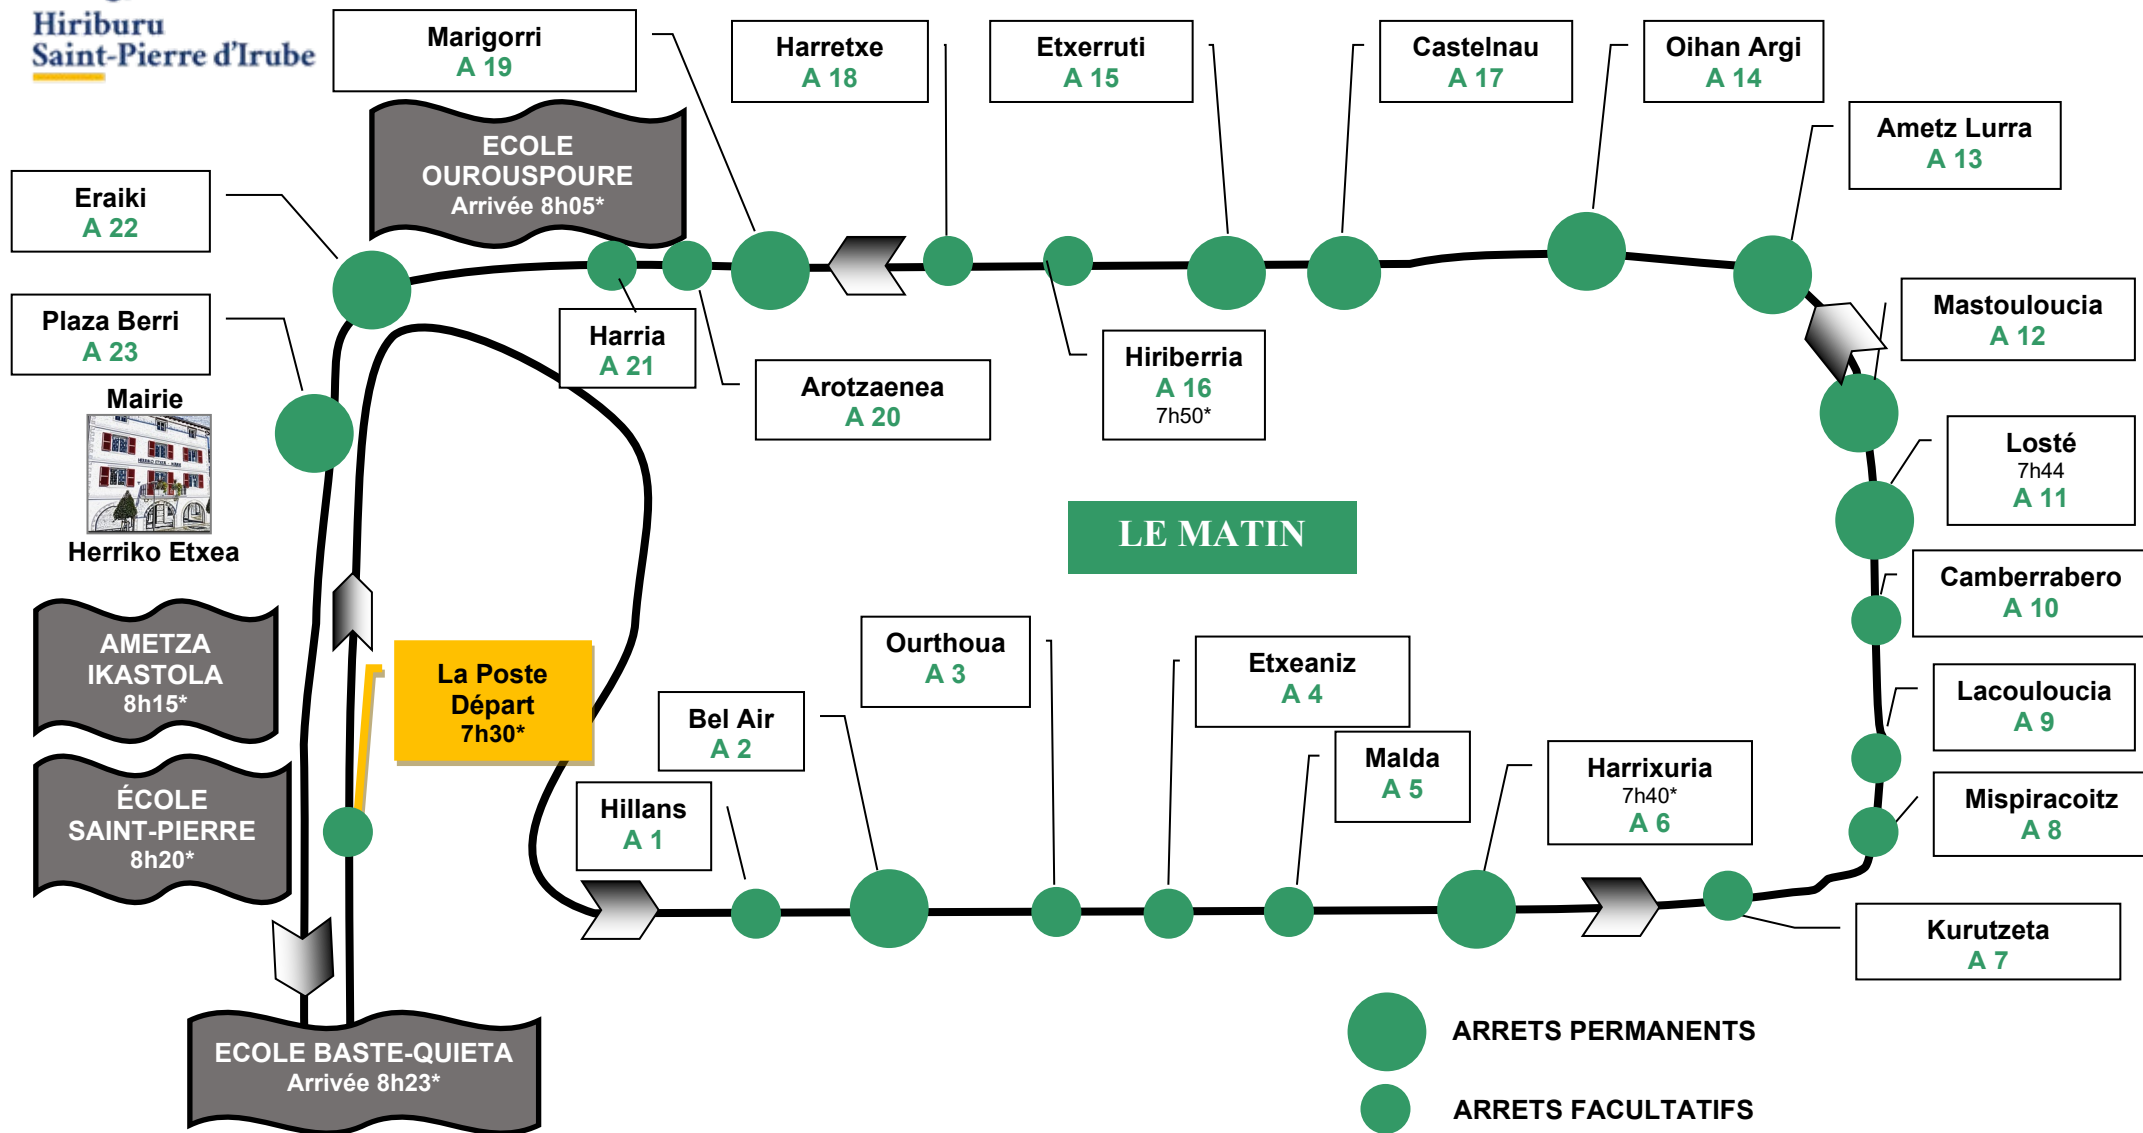 Hiriburu
Saint-Pierre d'Irube
Marigorri
A 19
Harretxe
A 18
Etxerruti
A 15
Castelnau
A 17
Oihan Argi
A 14
Ametz Lurra
A 13
ECOLE
OUROUSPOURE
Arrivée 8h05*
Eraiki
A 22
Plaza Berri
A 23
Mairie
Herriko Etxea
Harria
A 21
Arotzaenea
A 20
Hiriberria
A 16
7h50*
Mastouloucia
A 12
Losté
7h44
A 11
LE MATIN
Camberrabero
A 10
AMETZA
IKASTOLA
8h15*
La Poste
Départ
7h30*
Ourthoua
A 3
Etxeaniz
A 4
Lacouloucia
A 9
Bel Air
A 2
Malda
A 5
Harrixuria
7h40*
A 6
Mispiracoitz
A 8
ÉCOLE
SAINT-PIERRE
8h20*
Hillans
A 1
Kurutzeta
A 7
ECOLE BASTE-QUIETA
Arrivée 8h23*
ARRETS PERMANENTS
ARRETS FACULTATIFS